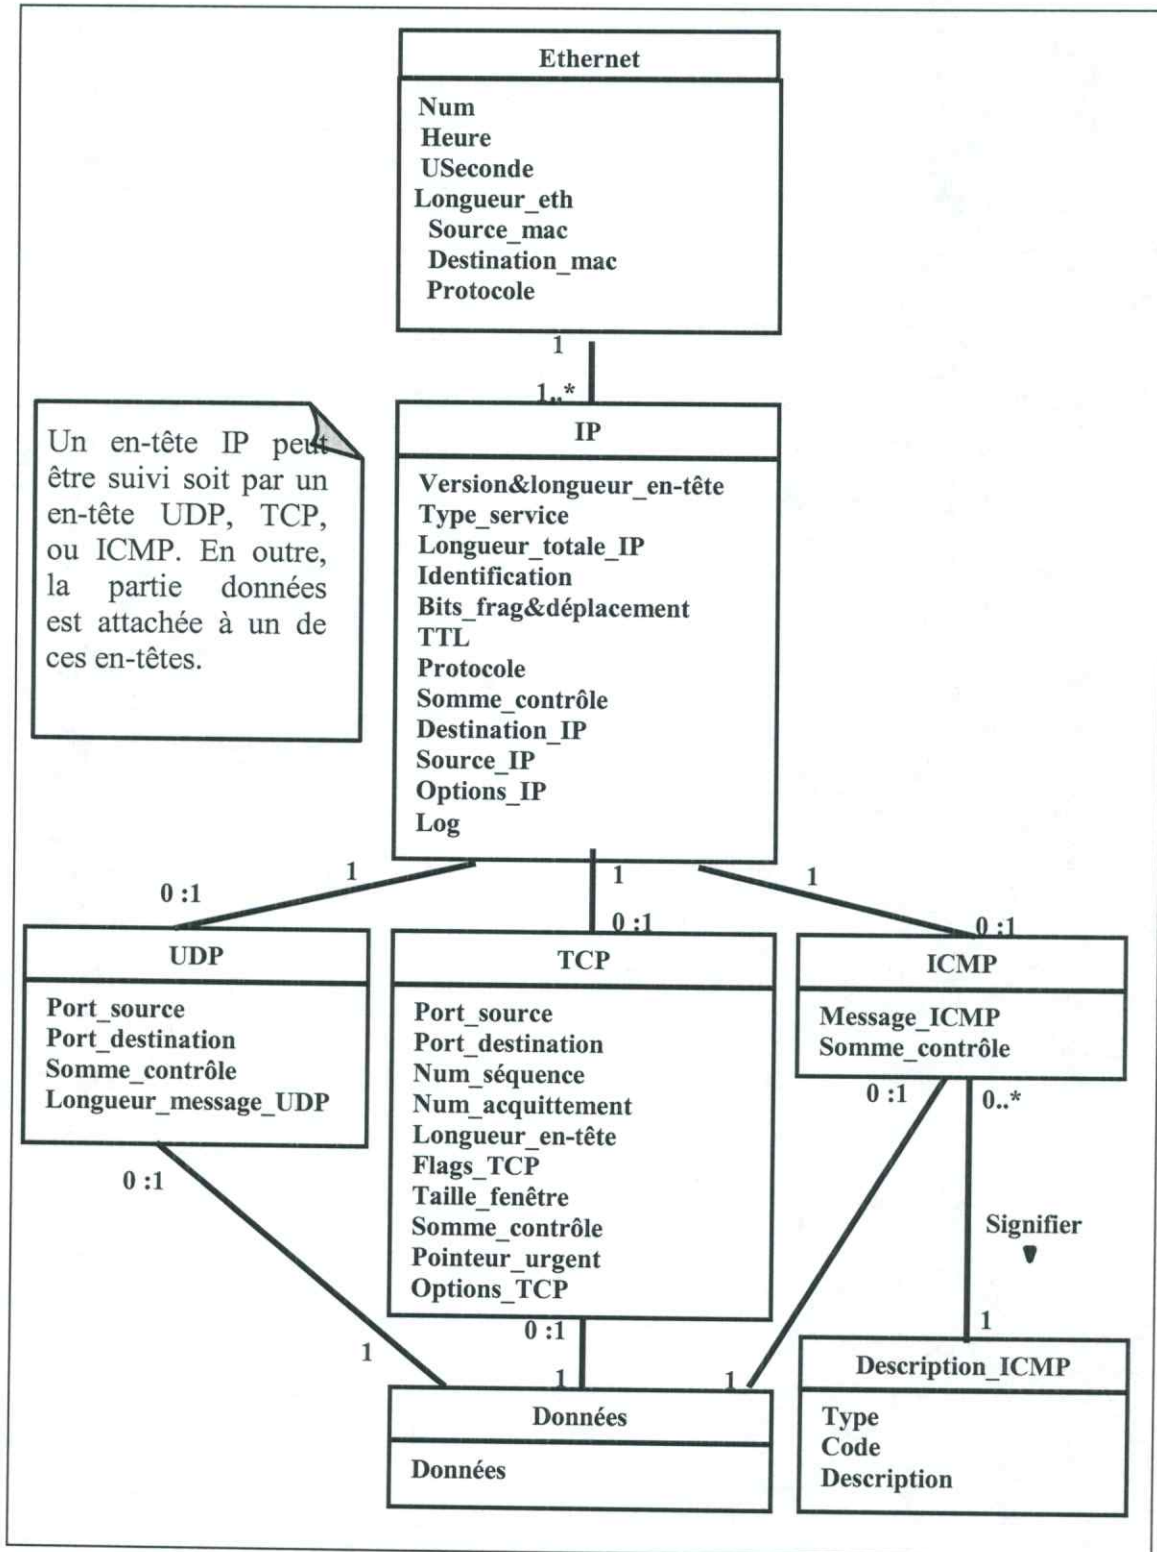 Ethernet
Num
Heure
USeconde
Longueur_eth
Source_mac
Destination_mac
Protocole
1
1..*
Un en-tête IP peut
être suivi soit par un
en-tête UDP, TCP,
ou ICMP. En outre,
la partie données
est attachée à un de
ces en-têtes.
IP
Version&longueur_en-tête
Type_service
Longueur_totale_IP
Identification
Bits_frag&déplacement
TTL
Protocole
Somme_contrôle
Destination_IP
Source_IP
Options_IP
Log
1
0 :1
1
0 :1
1
0 :1
UDP
Port_source
Port_destination
Somme_contrôle
Longueur_message_UDP
0 :1
1
TCP
Port_source
Port_destination
Num_séquence
Num_acquittement
Longueur_en-tête
Flags_TCP
Taille_fenêtre
Somme_contrôle
Pointeur_urgent
Options_TCP
0 :1
1
ICMP
Message_ICMP
Somme_contrôle
0 :1
0..*
Signifier
1
1
Données
Données
Description_ICMP
Type
Code
Description